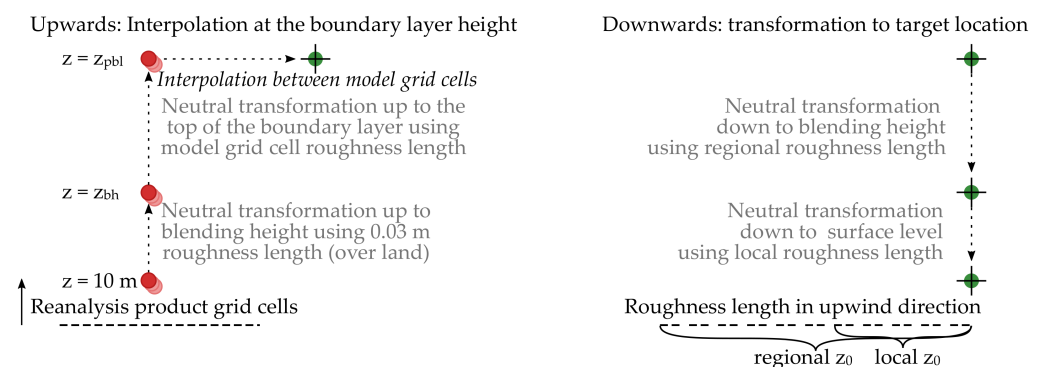 Upwards: Interpolation at the boundary layer height
z = zpbl
Interpolation between model grid cells
Neutral transformation up to the
top of the boundary layer using
model grid cell roughness length
z = zbh
Neutral transformation up to
blending height using 0.03 m
roughness length (over land)
z = 10 m
Reanalysis product grid cells
Downwards: transformation to target location
Neutral transformation
down to blending height
using regional roughness length
Neutral transformation
down to surface level
using local roughness length
Roughness length in upwind direction
regional z0 local z0